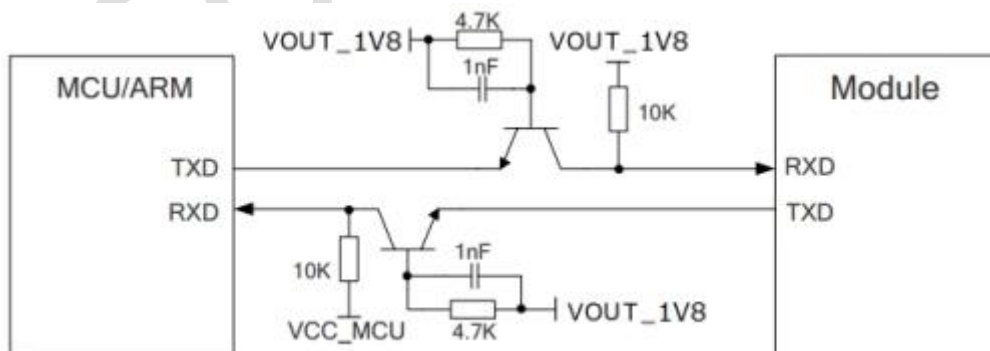 4.7K
VOUT_1V8
VOUT_1V8
1nF
MCU/ARM
Module
10K
TXD
RXD
RXD
TXD
1nF
10K
VOUT_1V8
VCC_MCU
4.7K